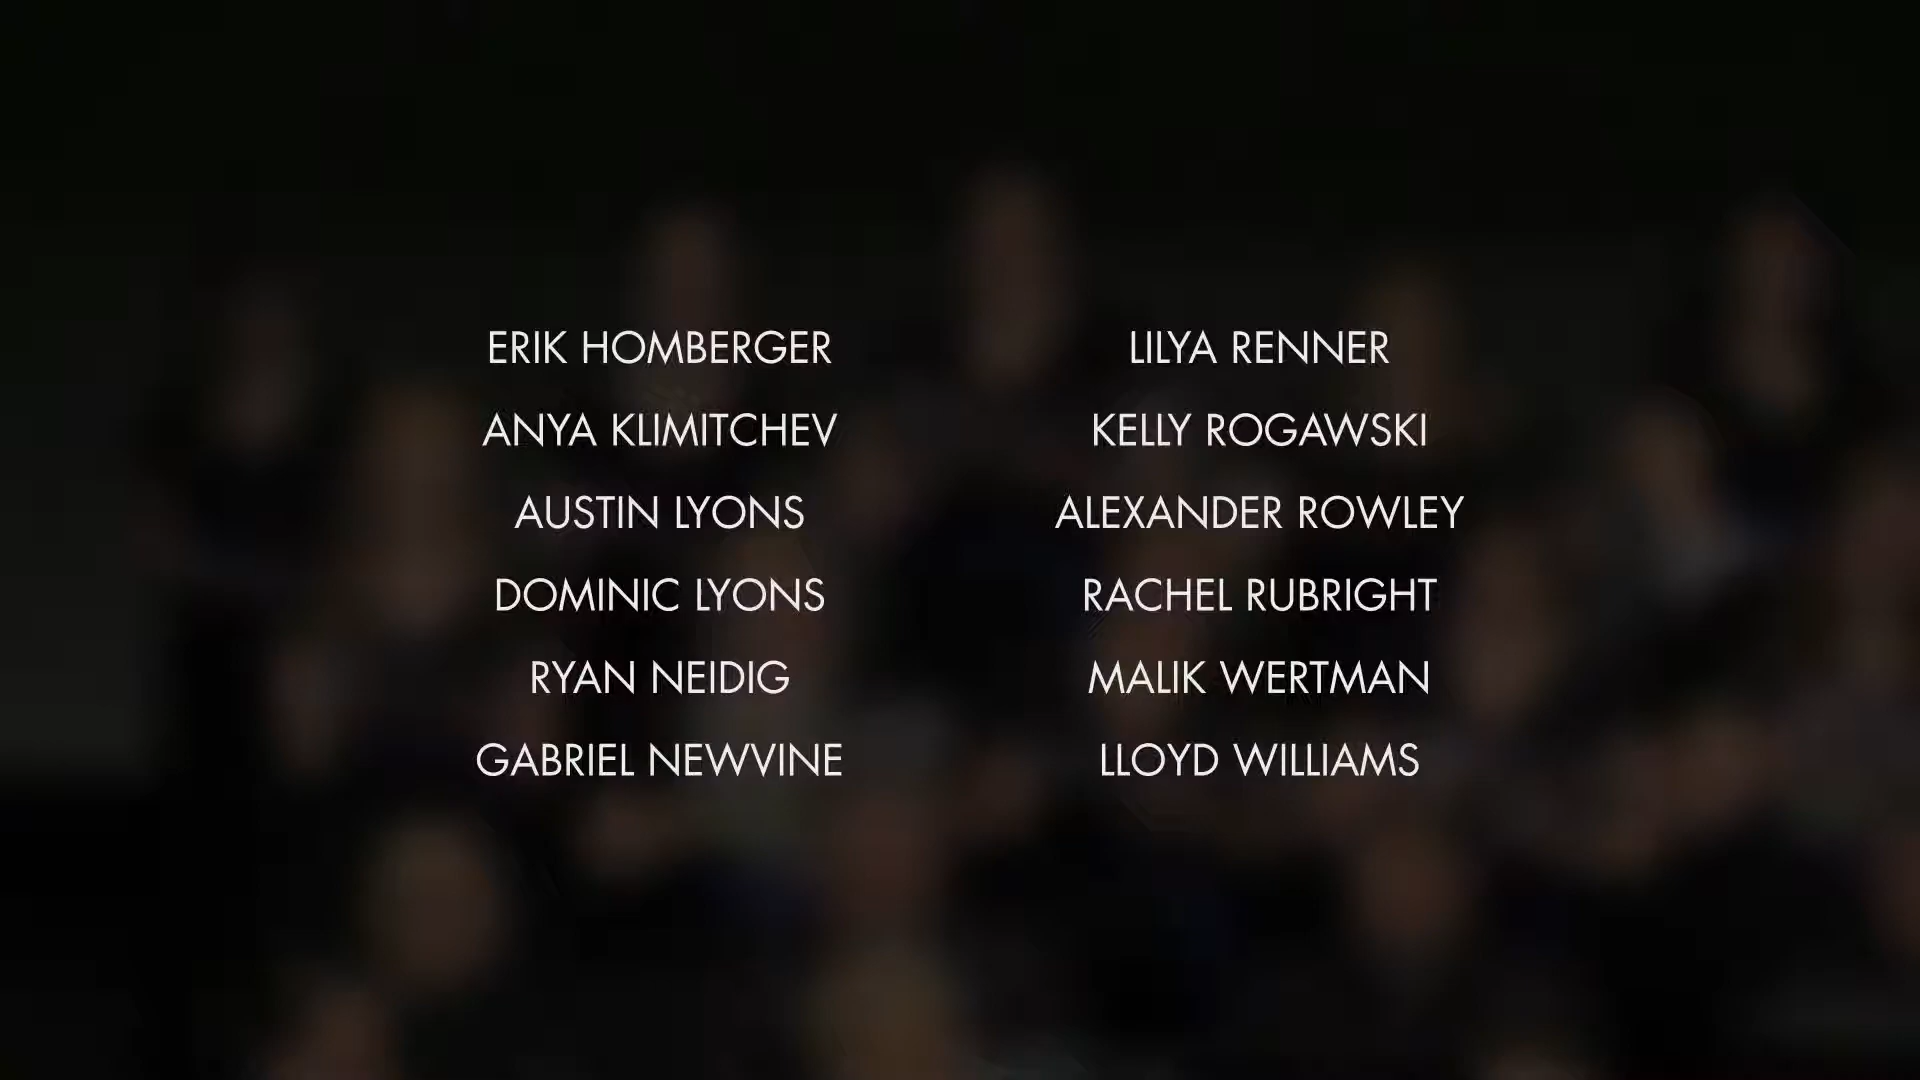 ERIK HOMBERGER
ANYA KLIMITCHEV
AUSTIN LYONS
DOMINIC LYONS
RYAN NEIDIG
GABRIEL NEWVINE
LILYA RENNER
KELLY ROGAWSKI
ALEXANDER ROWLEY
RACHEL RUBRIGHT
MALIK WERTMAN
LLOYD WILLIAMS